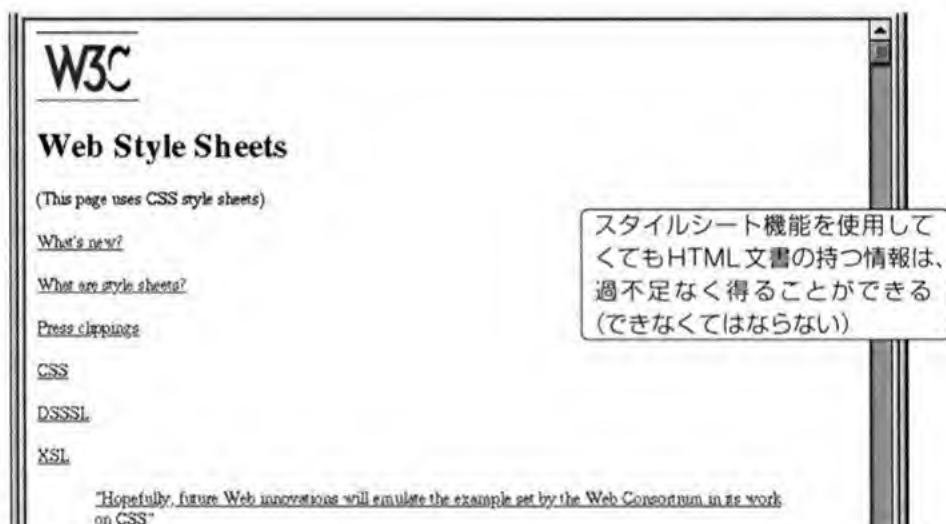 W3C
Web Style Sheets
(This page uses CSS style sheets)
What's new?
What are style sheets?
Press clippings
CSS
DSSSL
XSL
"Hopefully, future Web innovations will emulate the example set by the Web Consortium in its work
on CSS"
スタイルシート機能を使用して
くてもHTML文書の持つ情報は、
過不足なく得ることができる
(できなくてはならない)